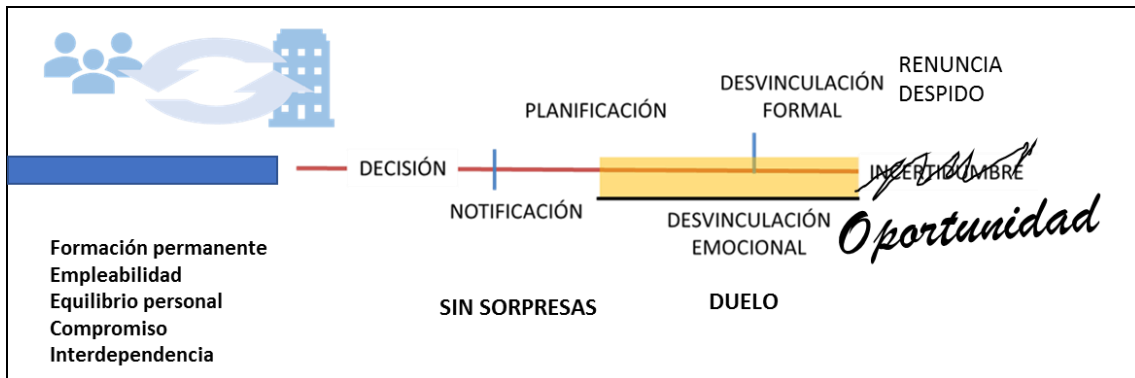 RENUNCIA
DESPIDO
DESVINCULACIÓN
FORMAL
PLANIFICACIÓN
DECISIÓN
INCERTIDUMBRE
NOTIFICACIÓN
DESVINCULACIÓN
EMOCIONAL
Oportunidad
Formación permanente
Empleabilidad
Equilibrio personal
Compromiso
Interdependencia
SIN SORPRESAS
DUELO